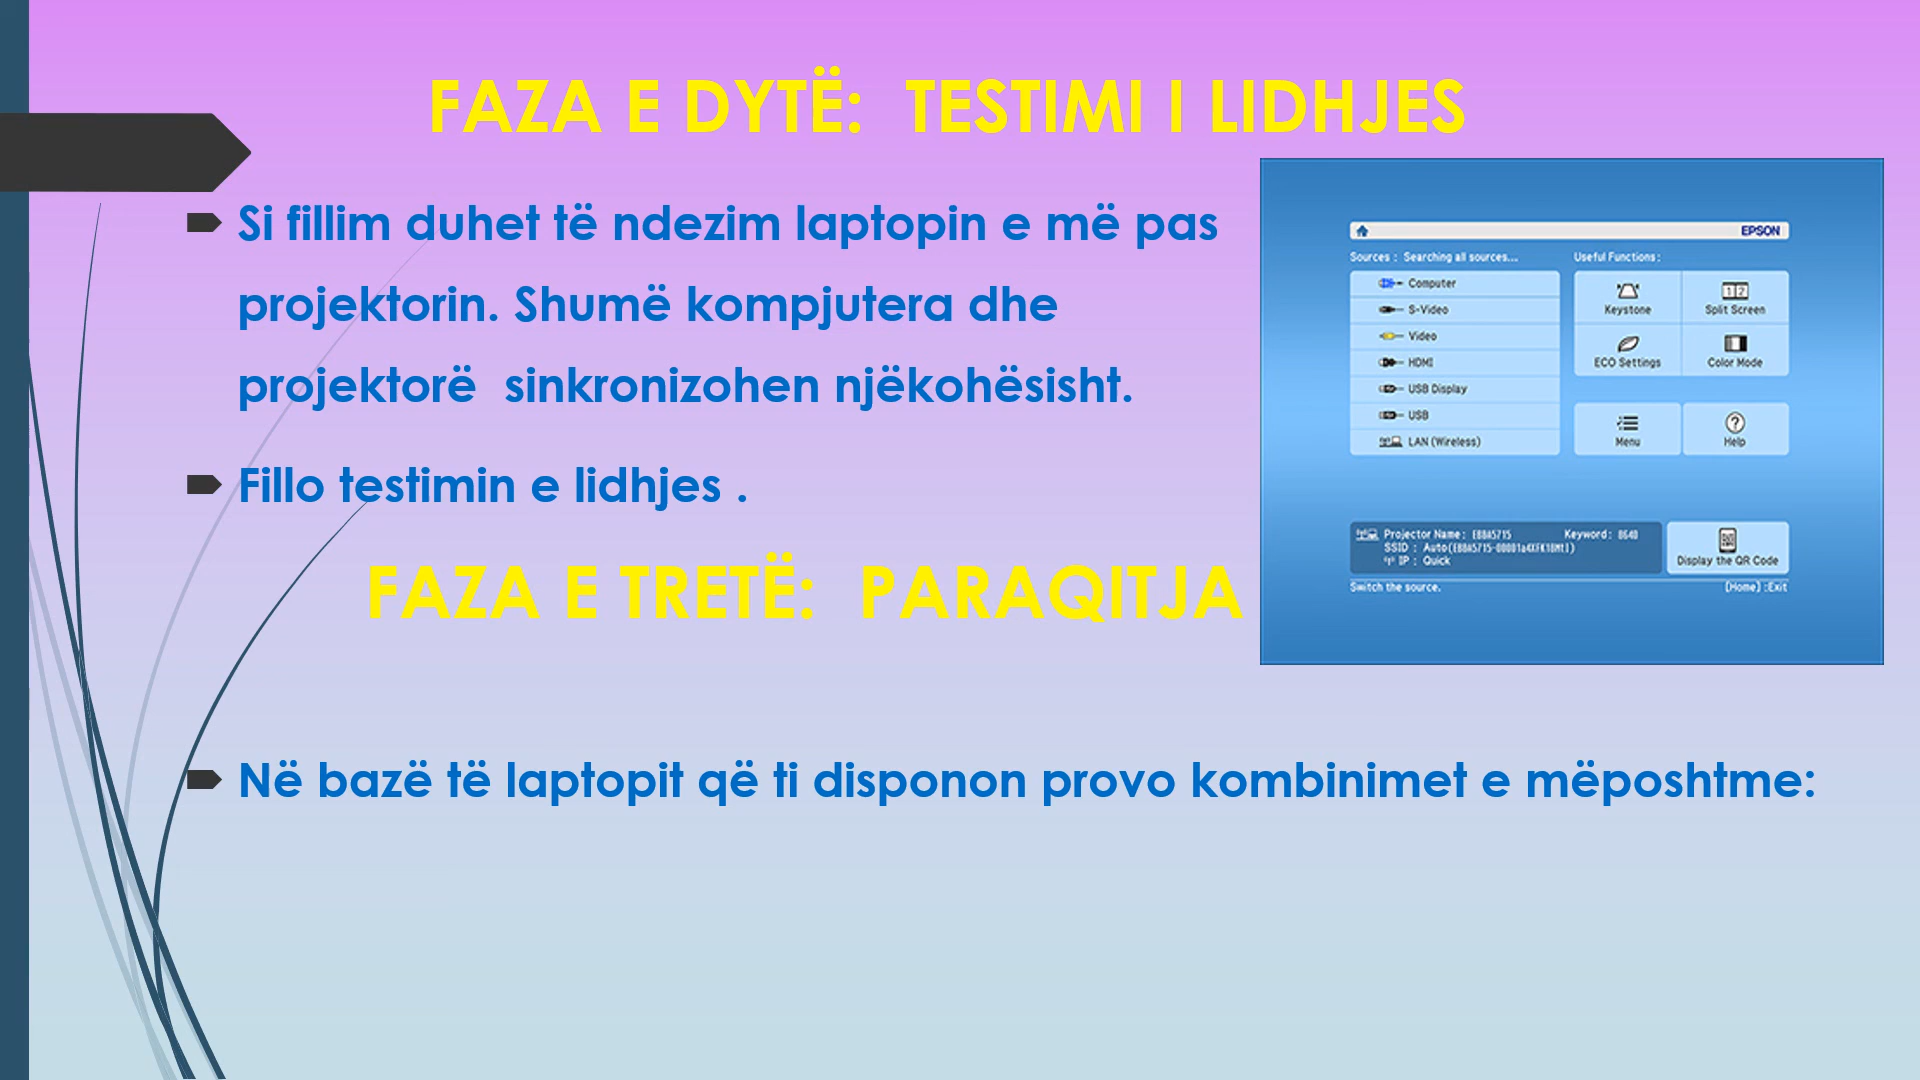 FAZA E DYTË: TESTIMI I LIDHJES
Si fillim duhet të ndezim laptopin e më pas
projektorin. Shumë kompjutera dhe
projektorë sinkronizohen njëkohësisht.
Fillo testimin e lidhjes .
FAZA E TRETË: PARAQITJA
Në bazë të laptopit që ti disponon provo kombinimet e mëposhtme:
EPSON
Sources : Searching all sources...
Computer
S-Video
Video
HDMI
USB Display
USB
LAN (Wireless)
Useful Functions :
Keystone
Split Screen
ECO Settings
Color Mode
Menu
Help
Projector Name : EBBA5715 Keyword : 8640
SSID : Auto
IP : Quick
Display the QR Code
Switch the source.
[Home] :Exit